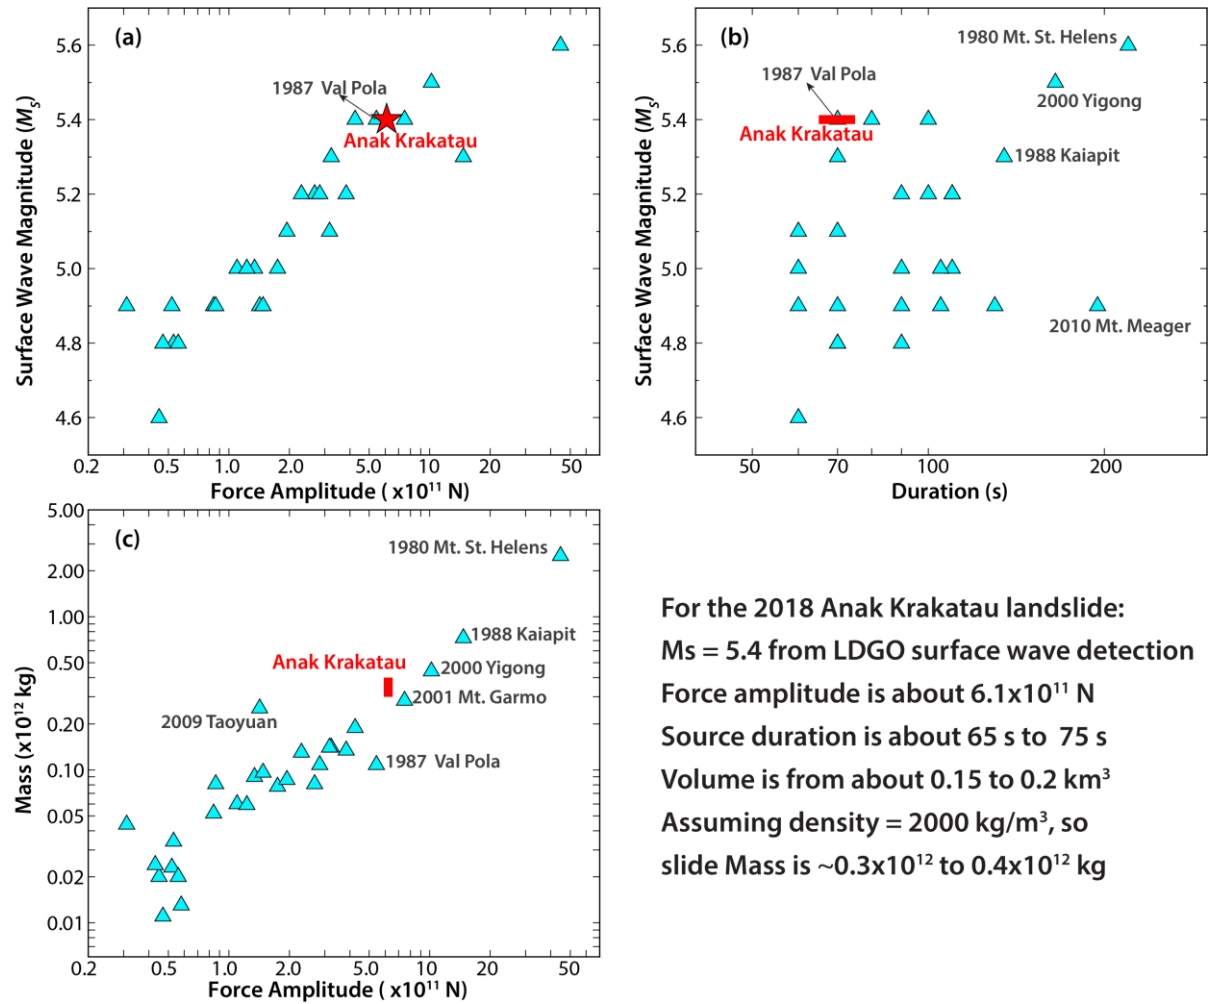 (a)
5.6
5.4
5.2
5.0
4.8
4.6
Surface Wave Magnitude (Ms)
1987 Val Pola
Anak Krakatau
0.2 0.5 1.0 2.0 5.0 10 20 50
Force Amplitude ( x10¹¹ N)
(b)
5.6
5.4
5.2
5.0
4.8
4.6
Surface Wave Magnitude (Ms)
1980 Mt. St. Helens
1987 Val Pola
2000 Yigong
Anak Krakatau
1988 Kaiapit
2010 Mt. Meager
50 70 100 200
Duration (s)
(c)
5.00
2.00
1.00
0.50
0.20
0.10
0.05
0.02
0.01
Mass (x10¹² kg)
1980 Mt. St. Helens
1988 Kaiapit
Anak Krakatau
2000 Yigong
2001 Mt. Garmo
2009 Taoyuan
1987 Val Pola
0.2 0.5 1.0 2.0 5.0 10 20 50
Force Amplitude ( x10¹¹ N)
For the 2018 Anak Krakatau landslide:
Ms = 5.4 from LDGO surface wave detection
Force amplitude is about 6.1x10¹¹ N
Source duration is about 65 s to 75 s
Volume is from about 0.15 to 0.2 km³
Assuming density = 2000 kg/m³, so
slide Mass is ~0.3x10¹² to 0.4x10¹² kg